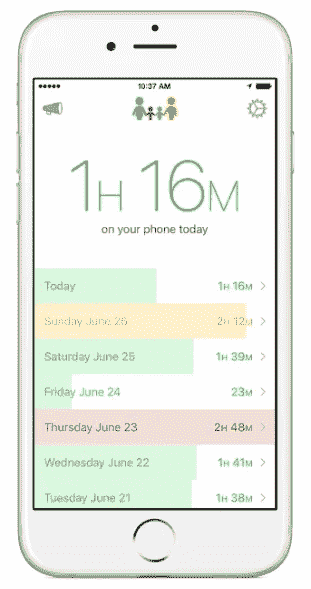 10:37 AM
1H 16M
on your phone today
Today 1H 16M
Sunday June 26 2H 12M
Saturday June 25 1H 39M
Friday June 24 23M
Thursday June 23 2H 48M
Wednesday June 22 1H 41M
Tuesday June 21 1H 38M